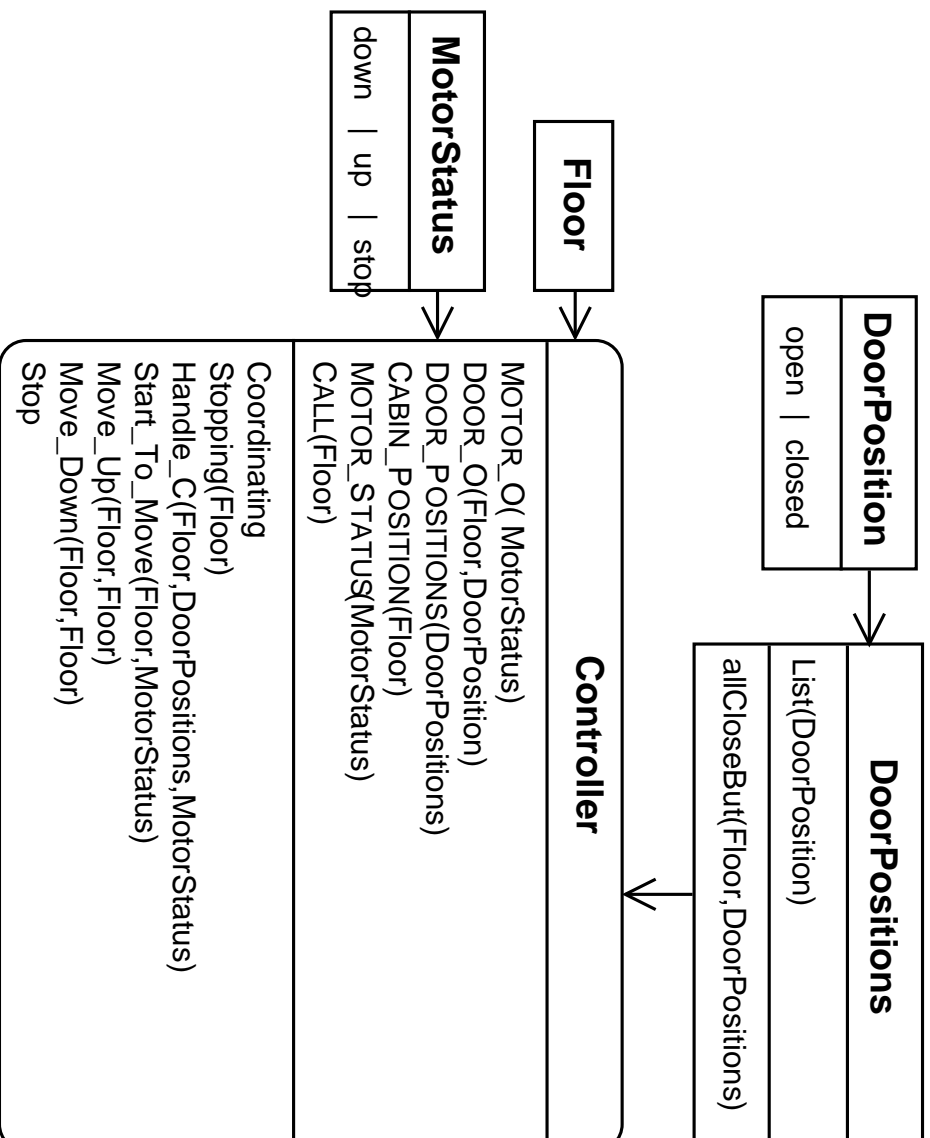 DoorPosition
open | closed
DoorPositions
List(DoorPosition)
allCloseBut(Floor,DoorPositions)
Floor
MotorStatus
down | up | stop
Controller
MOTOR_O( MotorStatus)
DOOR_O(Floor,DoorPosition)
DOOR_POSITIONS(DoorPositions)
CABIN_POSITION(Floor)
MOTOR_STATUS(MotorStatus)
CALL(Floor)
Coordinating
Stopping(Floor)
Handle_C(Floor,DoorPositions,MotorStatus)
Start_To_Move(Floor,MotorStatus)
Move_Up(Floor,Floor)
Move_Down(Floor,Floor)
Stop